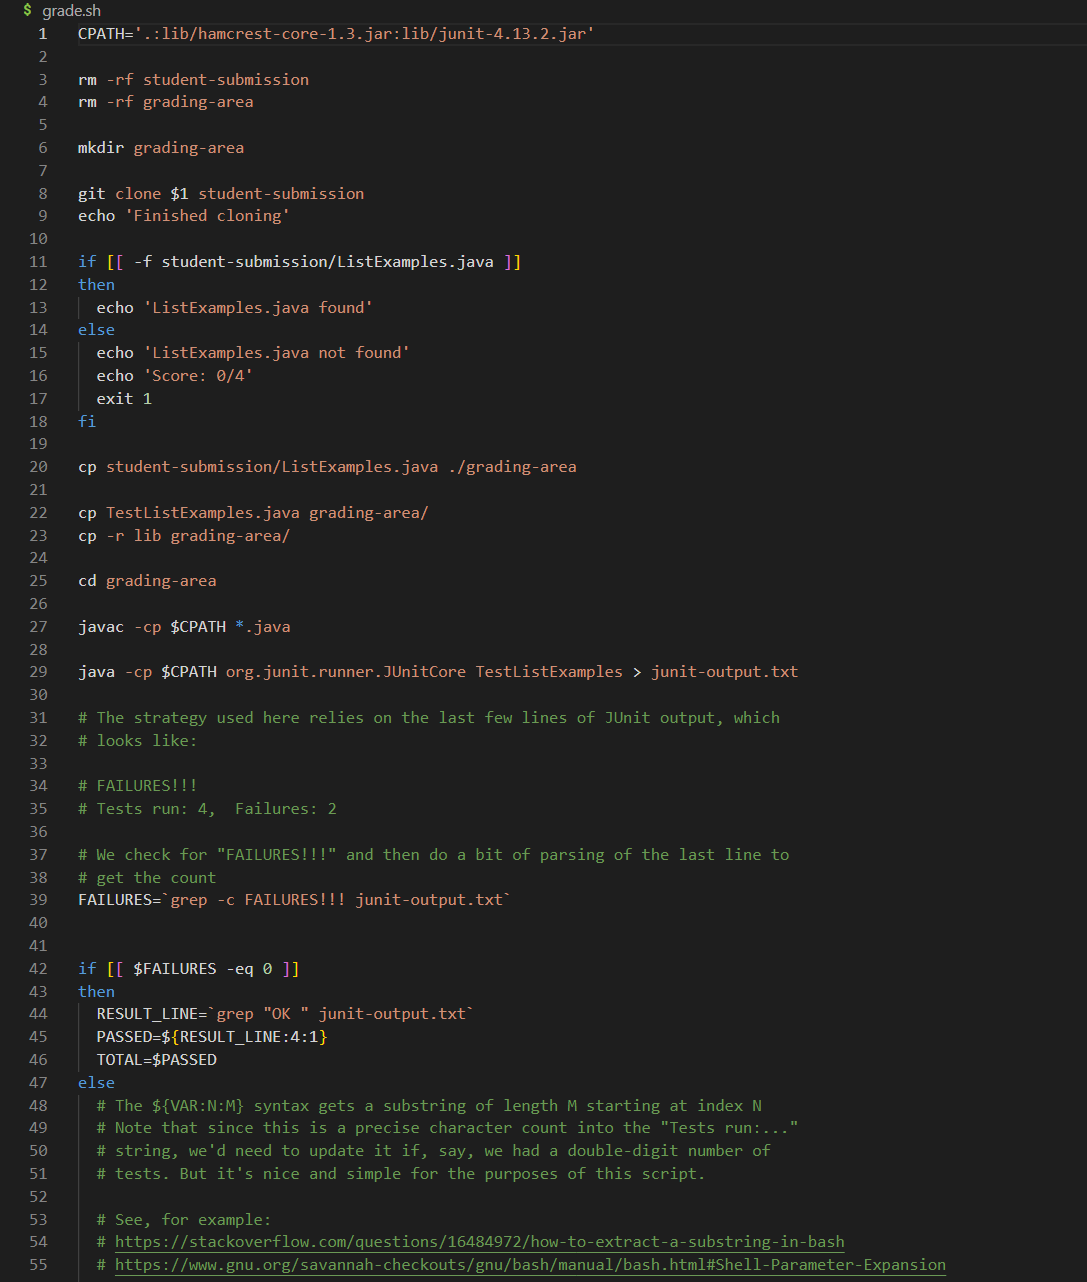 $ grade.sh
1 CPATH='.:lib/hamcrest-core-1.3.jar:lib/junit-4.13.2.jar'
2
3 rm -rf student-submission
4 rm -rf grading-area
5
6 mkdir grading-area
7
8 git clone $1 student-submission
9 echo 'Finished cloning'
10
11 if [[ -f student-submission/ListExamples.java ]]
12 then
13   echo 'ListExamples.java found'
14 else
15   echo 'ListExamples.java not found'
16   echo 'Score: 0/4'
17   exit 1
18 fi
19
20 cp student-submission/ListExamples.java ./grading-area
21
22 cp TestListExamples.java grading-area/
23 cp -r lib grading-area/
24
25 cd grading-area
26
27 javac -cp $CPATH *.java
28
29 java -cp $CPATH org.junit.runner.JUnitCore TestListExamples > junit-output.txt
30
31 # The strategy used here relies on the last few lines of JUnit output, which
32 # looks like:
33
34 # FAILURES!!!
35 # Tests run: 4,  Failures: 2
36
37 # We check for "FAILURES!!!" and then do a bit of parsing of the last line to
38 # get the count
39 FAILURES=`grep -c FAILURES!!! junit-output.txt`
40
41
42 if [[ $FAILURES -eq 0 ]]
43 then
44   RESULT_LINE=`grep "OK " junit-output.txt`
45   PASSED=${RESULT_LINE:4:1}
46   TOTAL=$PASSED
47 else
48   # The ${VAR:N:M} syntax gets a substring of length M starting at index N
49   # Note that since this is a precise character count into the "Tests run:..."
50   # string, we'd need to update it if, say, we had a double-digit number of
51   # tests. But it's nice and simple for the purposes of this script.
52
53   # See, for example:
54   # https://stackoverflow.com/questions/16484972/how-to-extract-a-substring-in-bash
55   # https://www.gnu.org/savannah-checkouts/gnu/bash/manual/bash.html#Shell-Parameter-Expansion